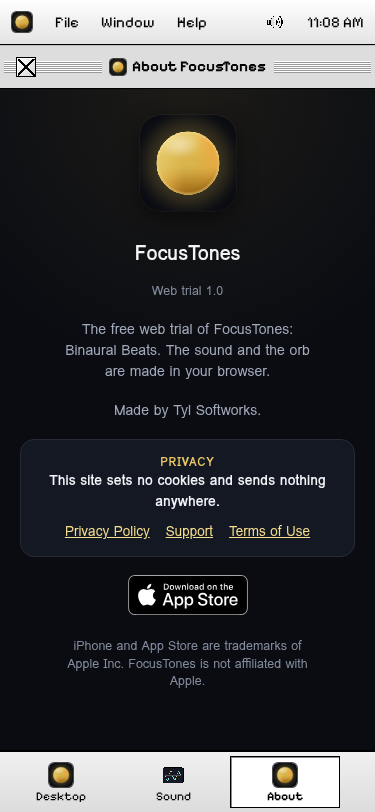 File Window Help 11:08 AM
About FocusTones
FocusTones
Web trial 1.0
The free web trial of FocusTones:
Binaural Beats. The sound and the orb
are made in your browser.
Made by Tyl Softworks.
PRIVACY
This site sets no cookies and sends nothing
anywhere.
Privacy Policy Support Terms of Use
Download on the
App Store
iPhone and App Store are trademarks of
Apple Inc. FocusTones is not affiliated with
Apple.
Desktop Sound About